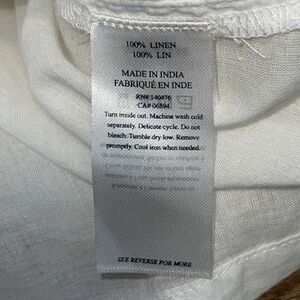 100% LINEN
100% LIN
MADE IN INDIA
FABRIQUÉ EN INDE
RN# 140476
CA# 06894
Turn inside out. Machine wash cold
separately. Delicate cycle. Do not
bleach. Tumble dry low. Remove
promptly. Cool iron when needed.
SEE REVERSE FOR MORE